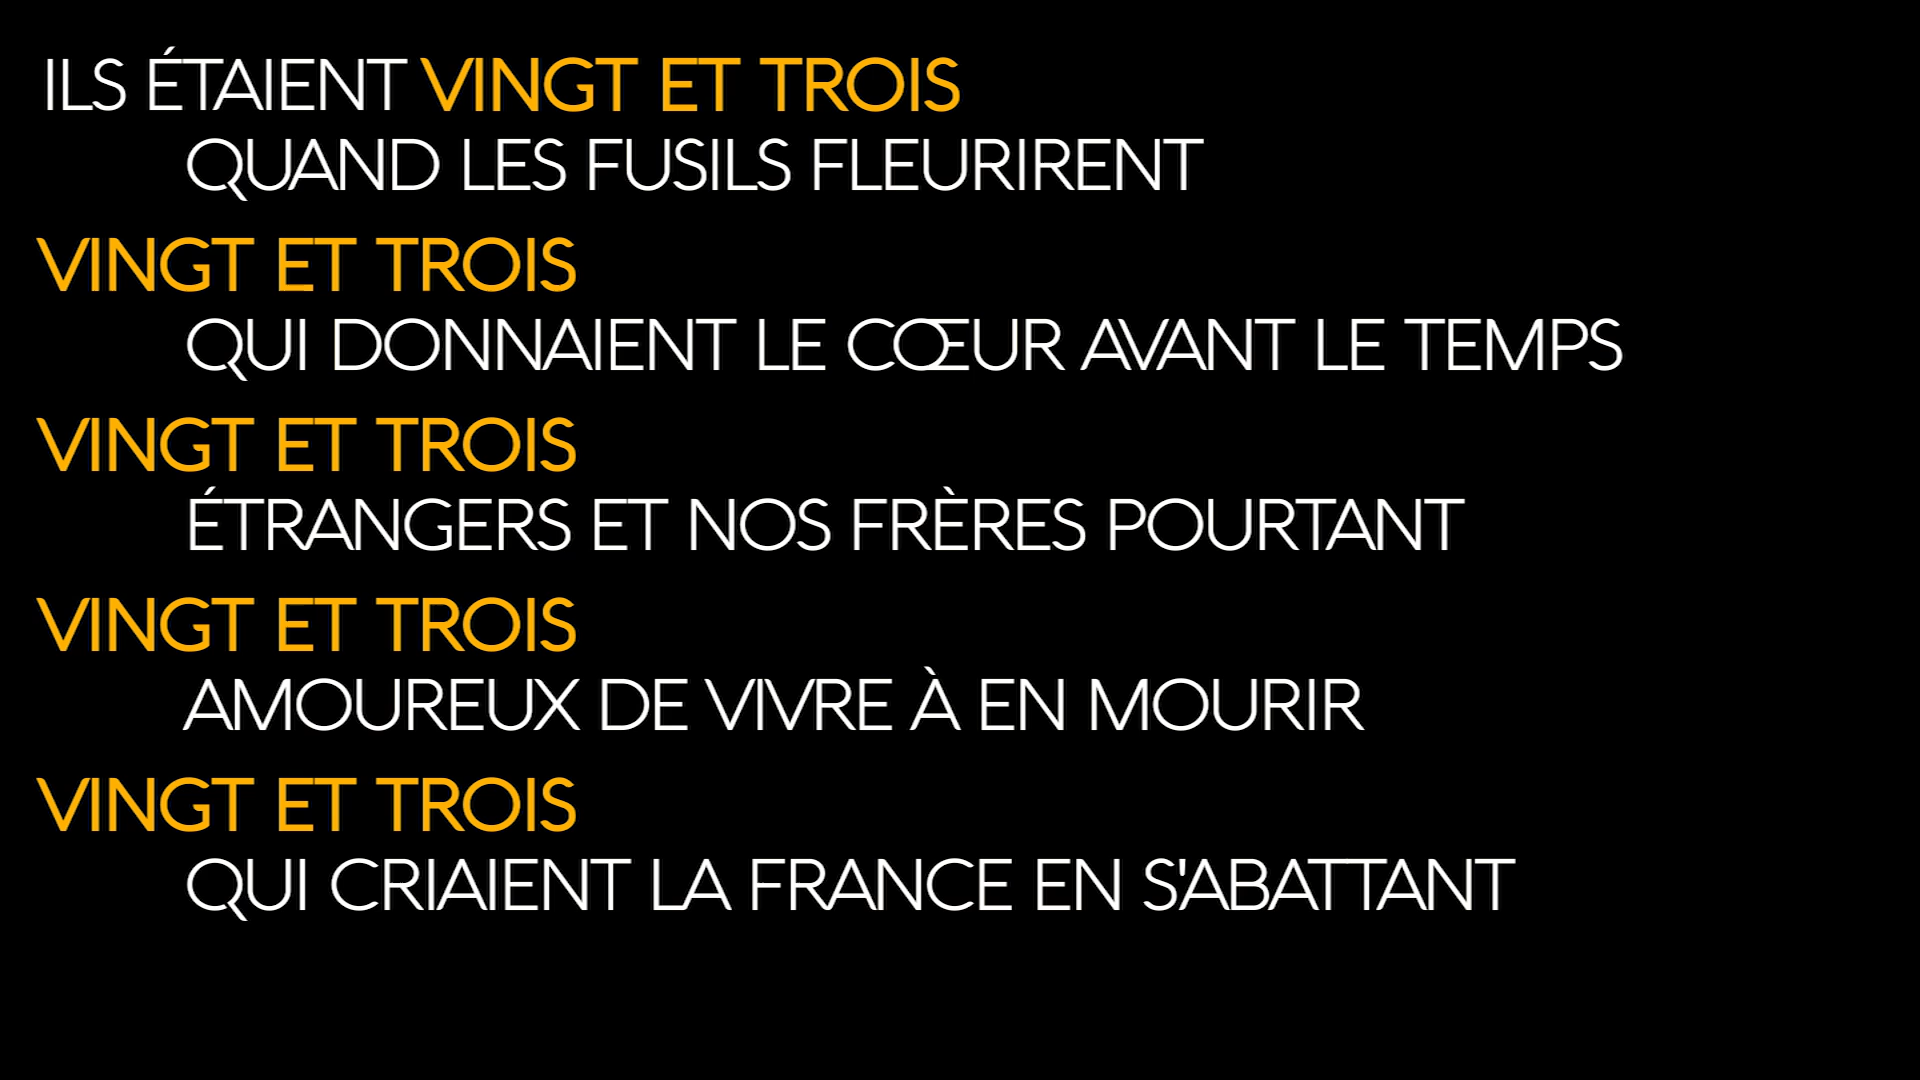 ILS ÉTAIENT VINGT ET TROIS
QUAND LES FUSILS FLEURIRENT
VINGT ET TROIS
QUI DONNAIENT LE CŒUR AVANT LE TEMPS
VINGT ET TROIS
ÉTRANGERS ET NOS FRÈRES POURTANT
VINGT ET TROIS
AMOUREUX DE VIVRE À EN MOURIR
VINGT ET TROIS
QUI CRIAIENT LA FRANCE EN S'ABATTANT